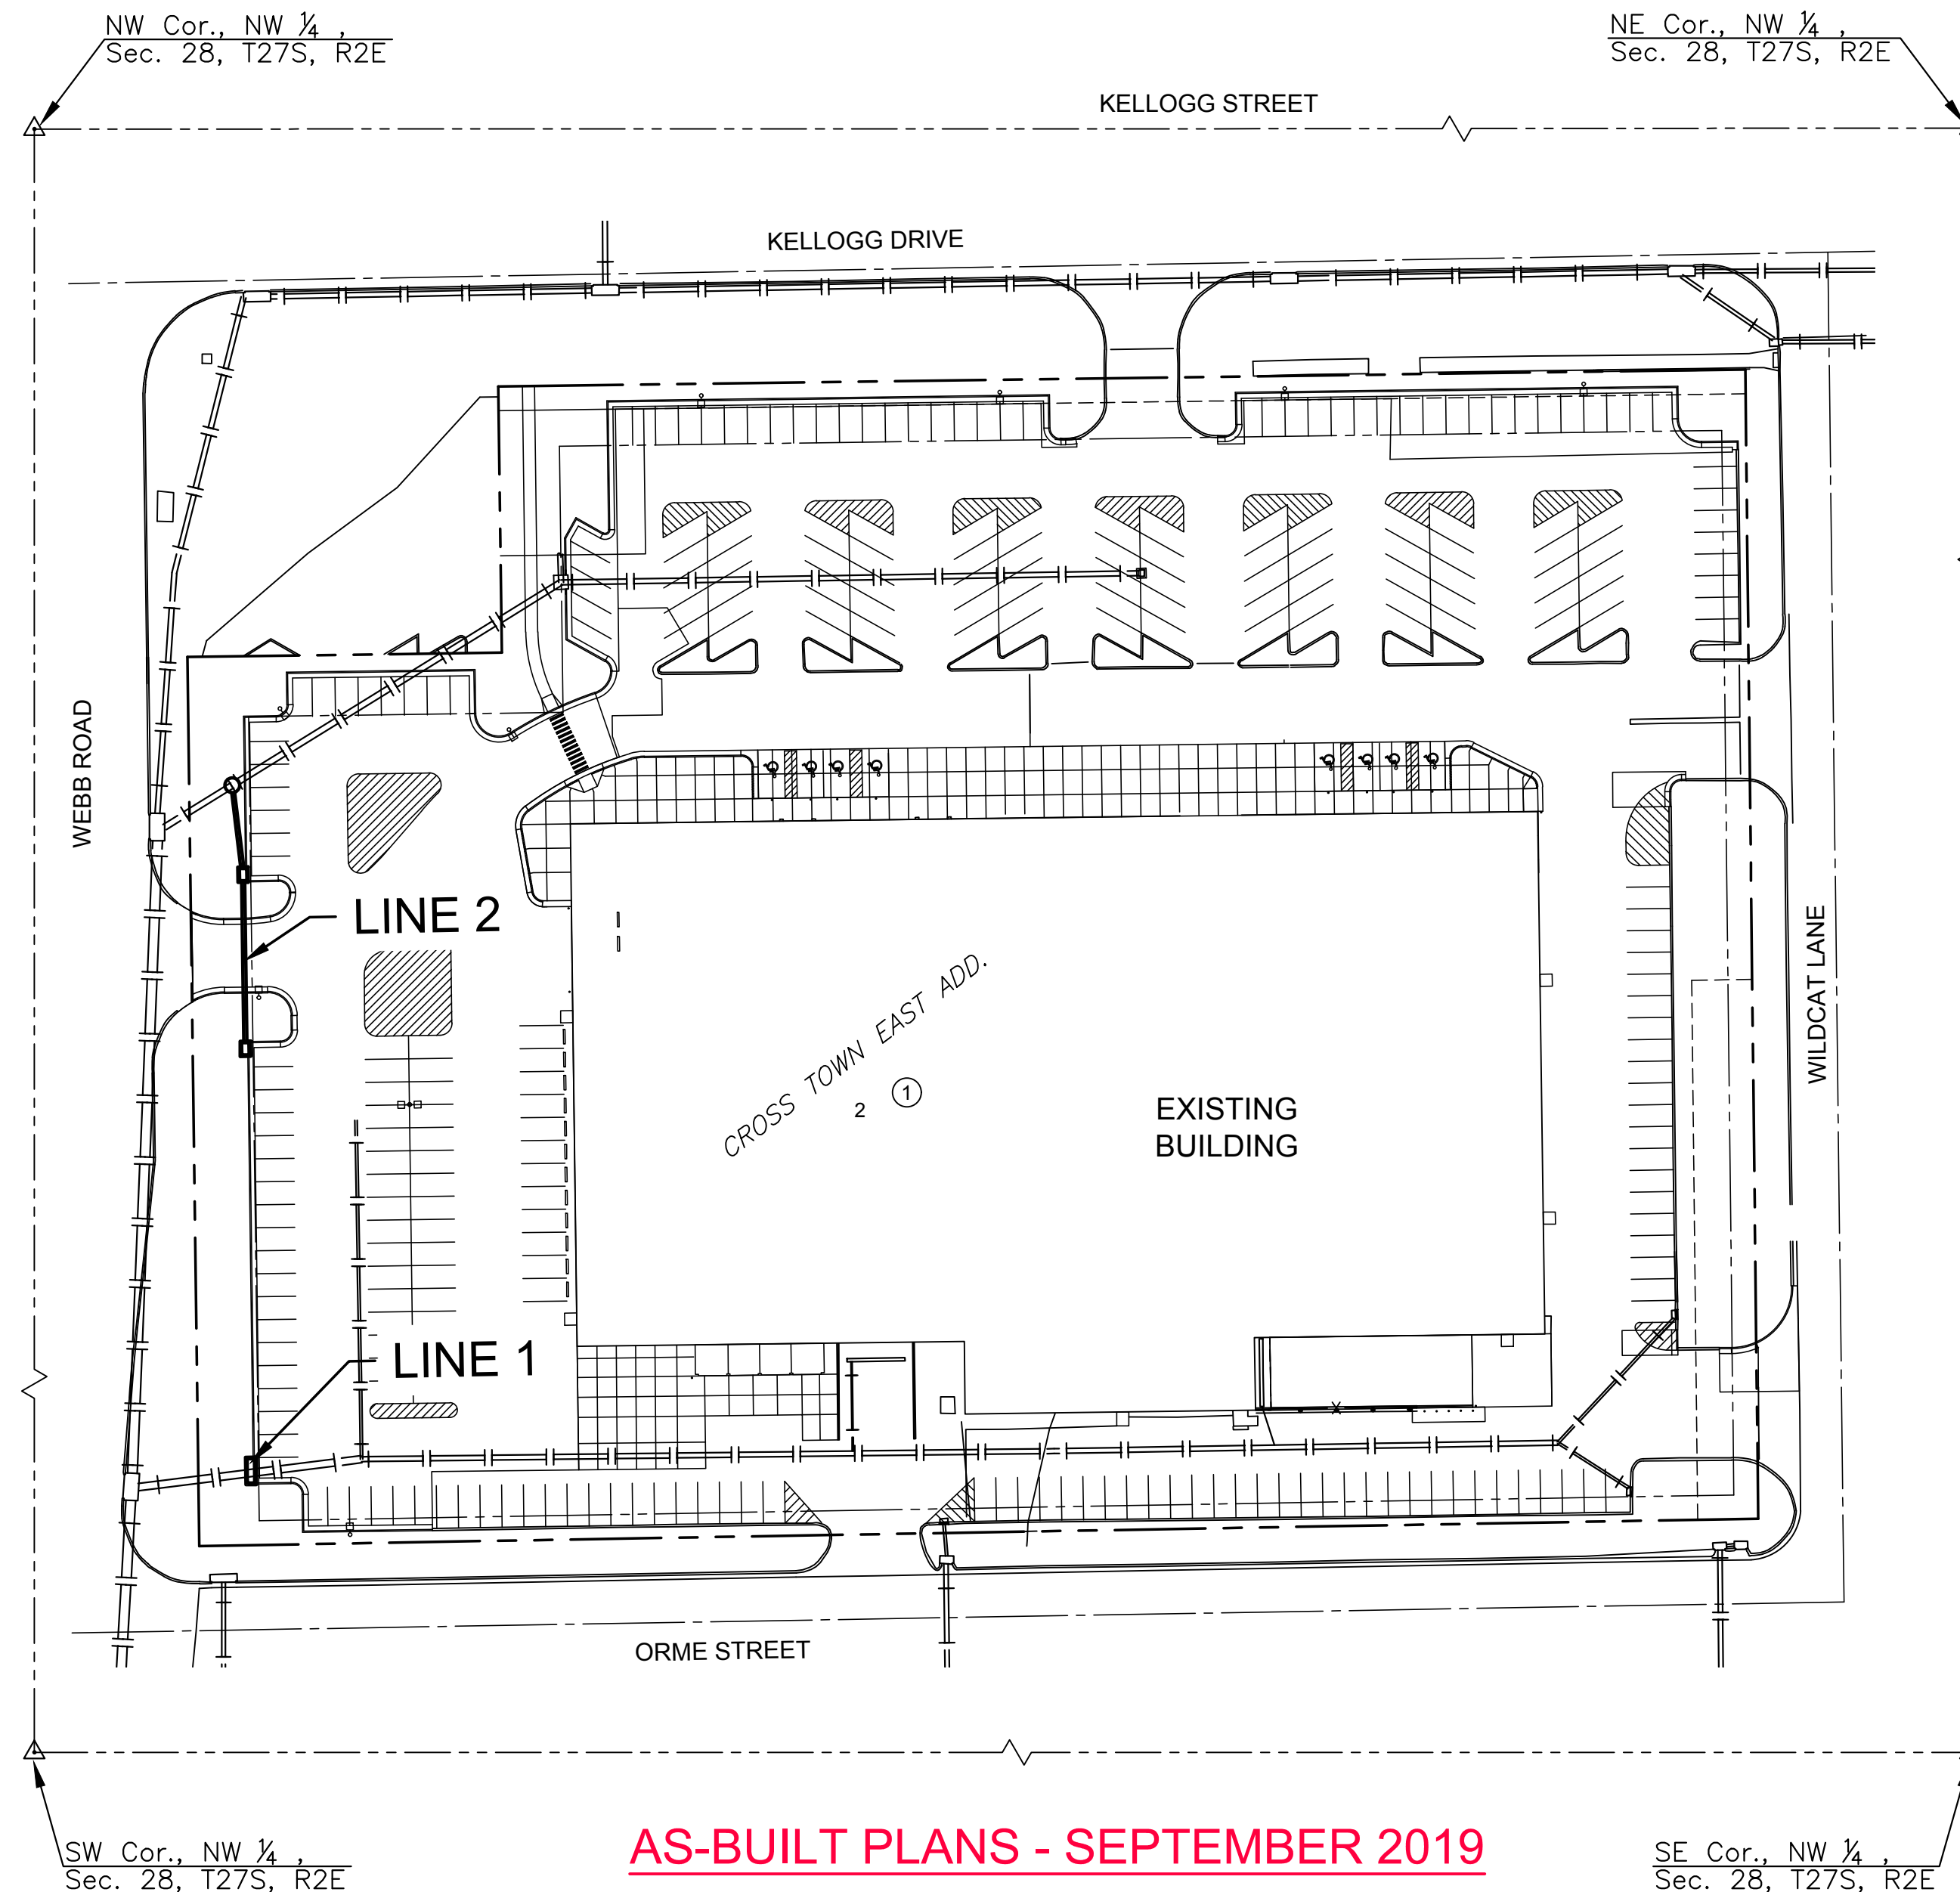 NW Cor., NW ¼ ,
Sec. 28, T27S, R2E
NE Cor., NW ¼ ,
Sec. 28, T27S, R2E
KELLOGG STREET
KELLOGG DRIVE
WEBB ROAD
LINE 2
WILDCAT LANE
CROSS TOWN EAST ADD.
2 1
EXISTING
BUILDING
LINE 1
ORME STREET
AS-BUILT PLANS - SEPTEMBER 2019
SW Cor., NW ¼ ,
Sec. 28, T27S, R2E
SE Cor., NW ¼ ,
Sec. 28, T27S, R2E